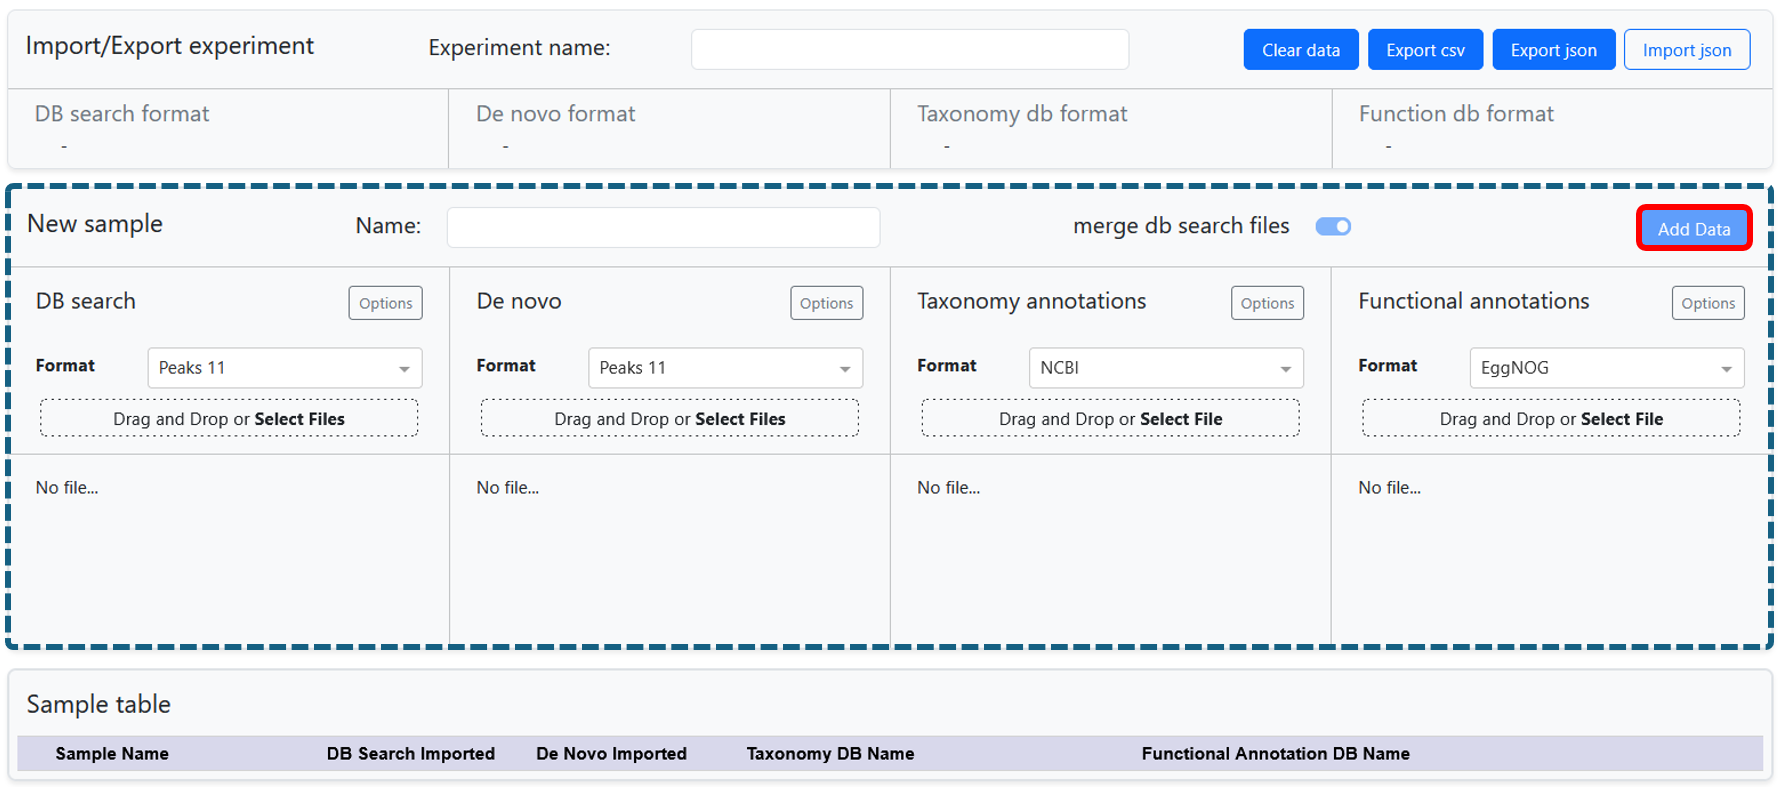 Import/Export experiment Experiment name: Clear data Export csv Export json Import json
DB search format De novo format Taxonomy db format Function db format
- - - -
New sample Name: merge db search files Add Data
DB search Options De novo Options Taxonomy annotations Options Functional annotations Options
Format Peaks 11 Format Peaks 11 Format NCBI Format EggNOG
Drag and Drop or Select Files Drag and Drop or Select Files Drag and Drop or Select File Drag and Drop or Select File
No file... No file... No file... No file...
Sample table
Sample Name DB Search Imported De Novo Imported Taxonomy DB Name Functional Annotation DB Name